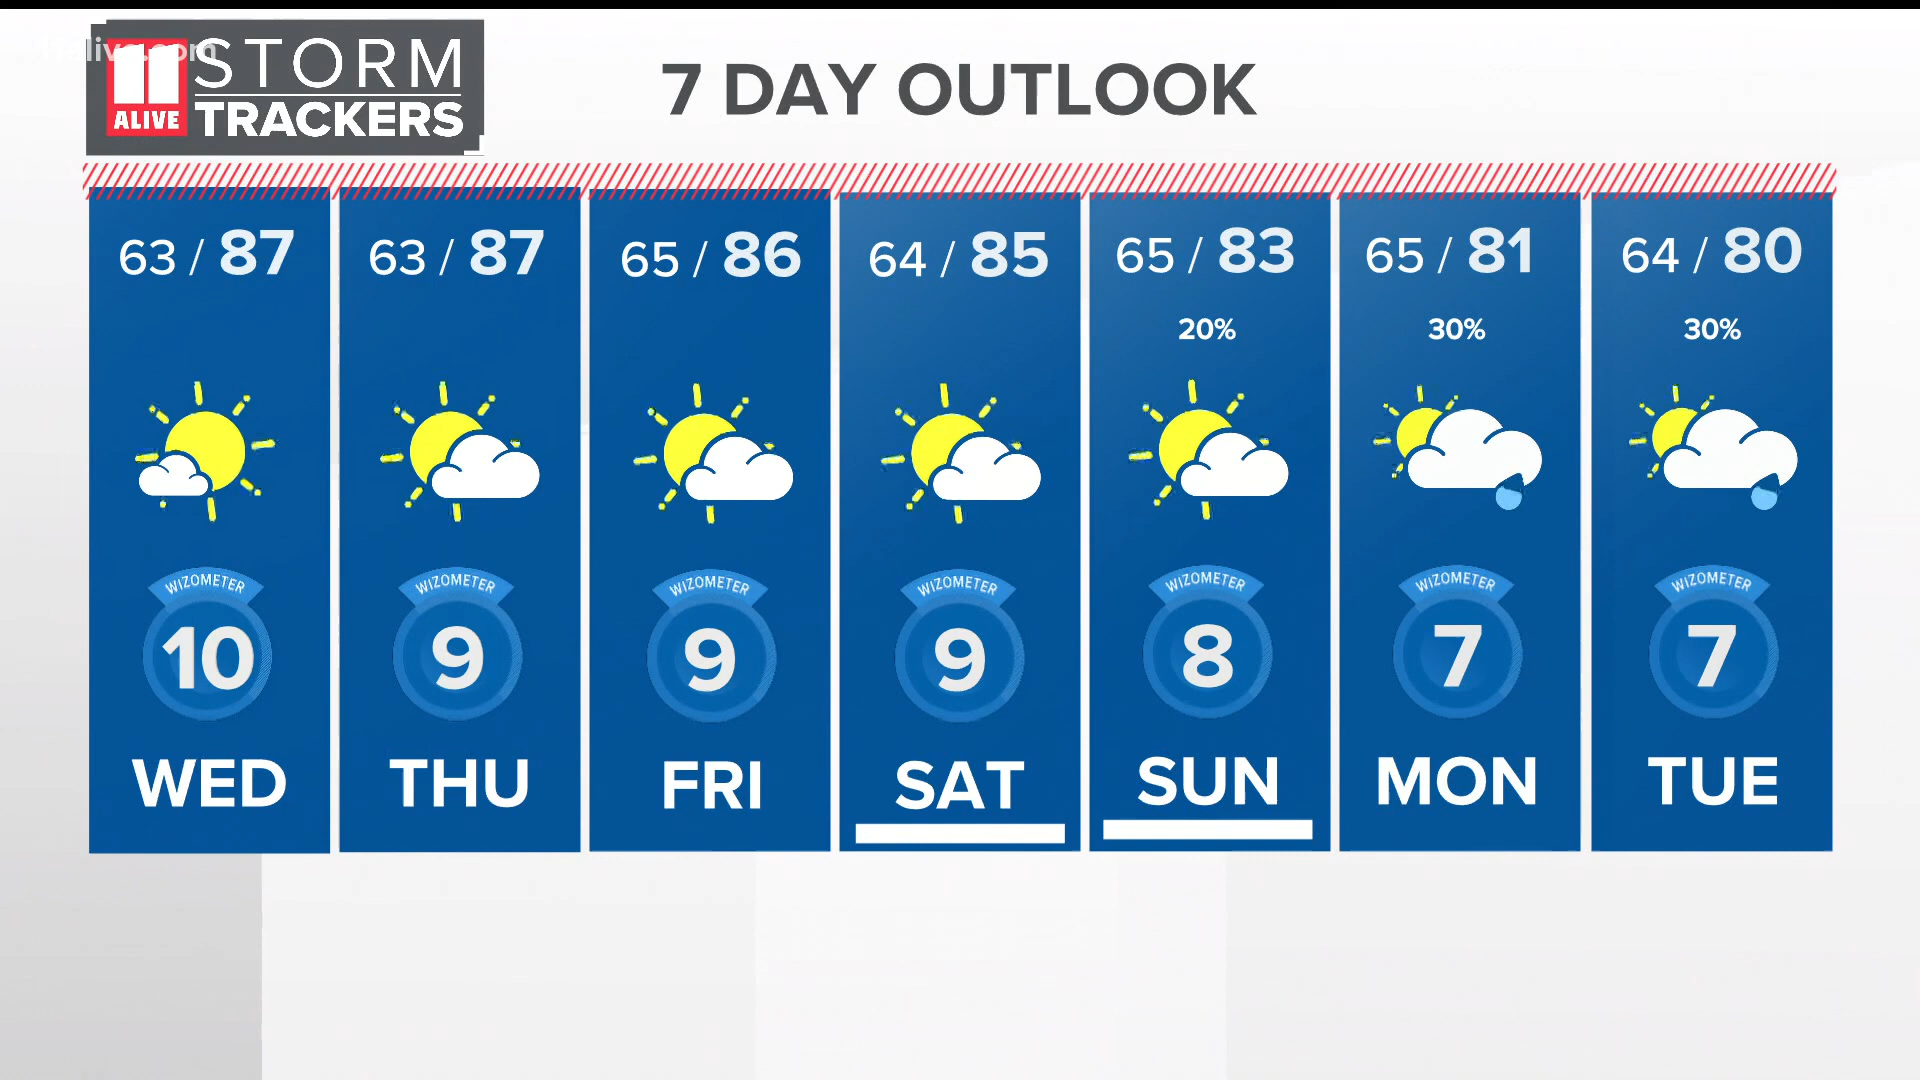 11 ALIVE
STORM
TRACKERS
7 DAY OUTLOOK
63 / 87
WIZOMETER
10
WED
63 / 87
WIZOMETER
9
THU
65 / 86
WIZOMETER
9
FRI
64 / 85
WIZOMETER
9
SAT
65 / 83
20%
WIZOMETER
8
SUN
65 / 81
30%
WIZOMETER
7
MON
64 / 80
30%
WIZOMETER
7
TUE